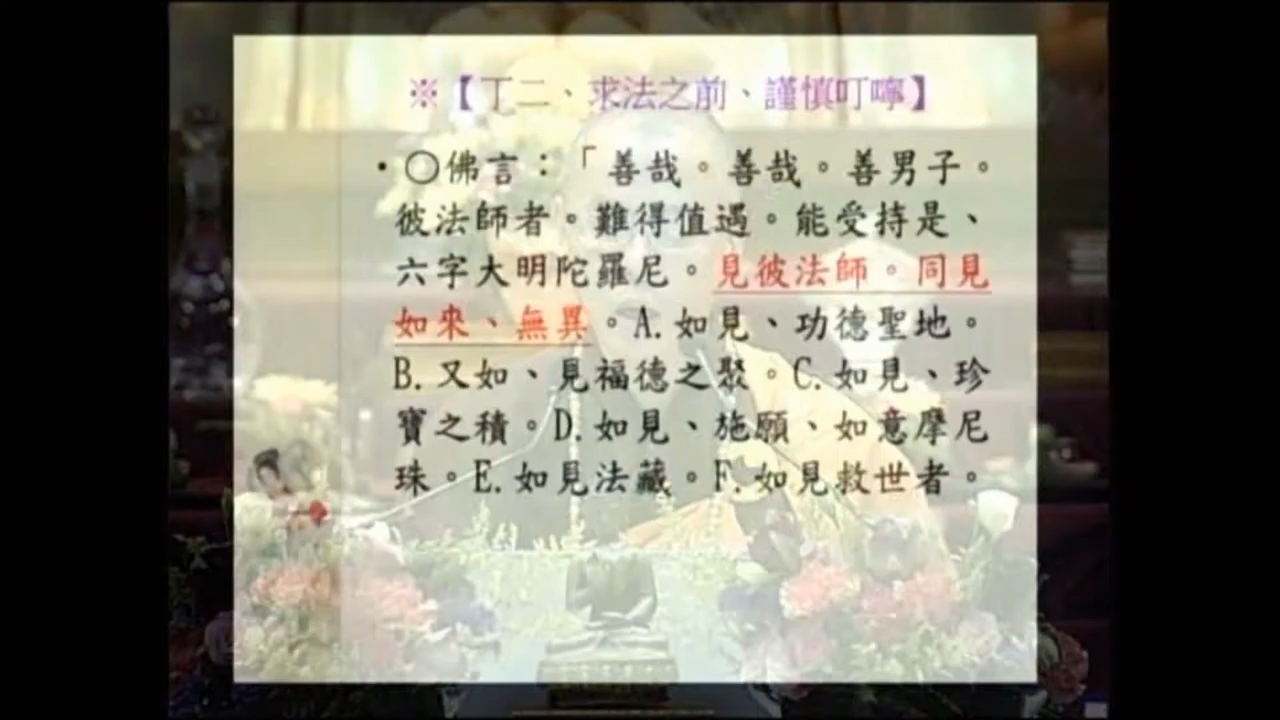 ※【丁二、求法之前、謹慎叮嚀】
•〇佛言：「善哉。善哉。善男子。
彼法師者。難得值遇。能受持是、
六字大明陀羅尼。見彼法師。同見
如來、無異。A.如見、功德聖地。
B.又如、見福德之聚。C.如見、珍
寶之積。D.如見、施願、如意摩尼
珠。E.如見法藏。F.如見救世者。